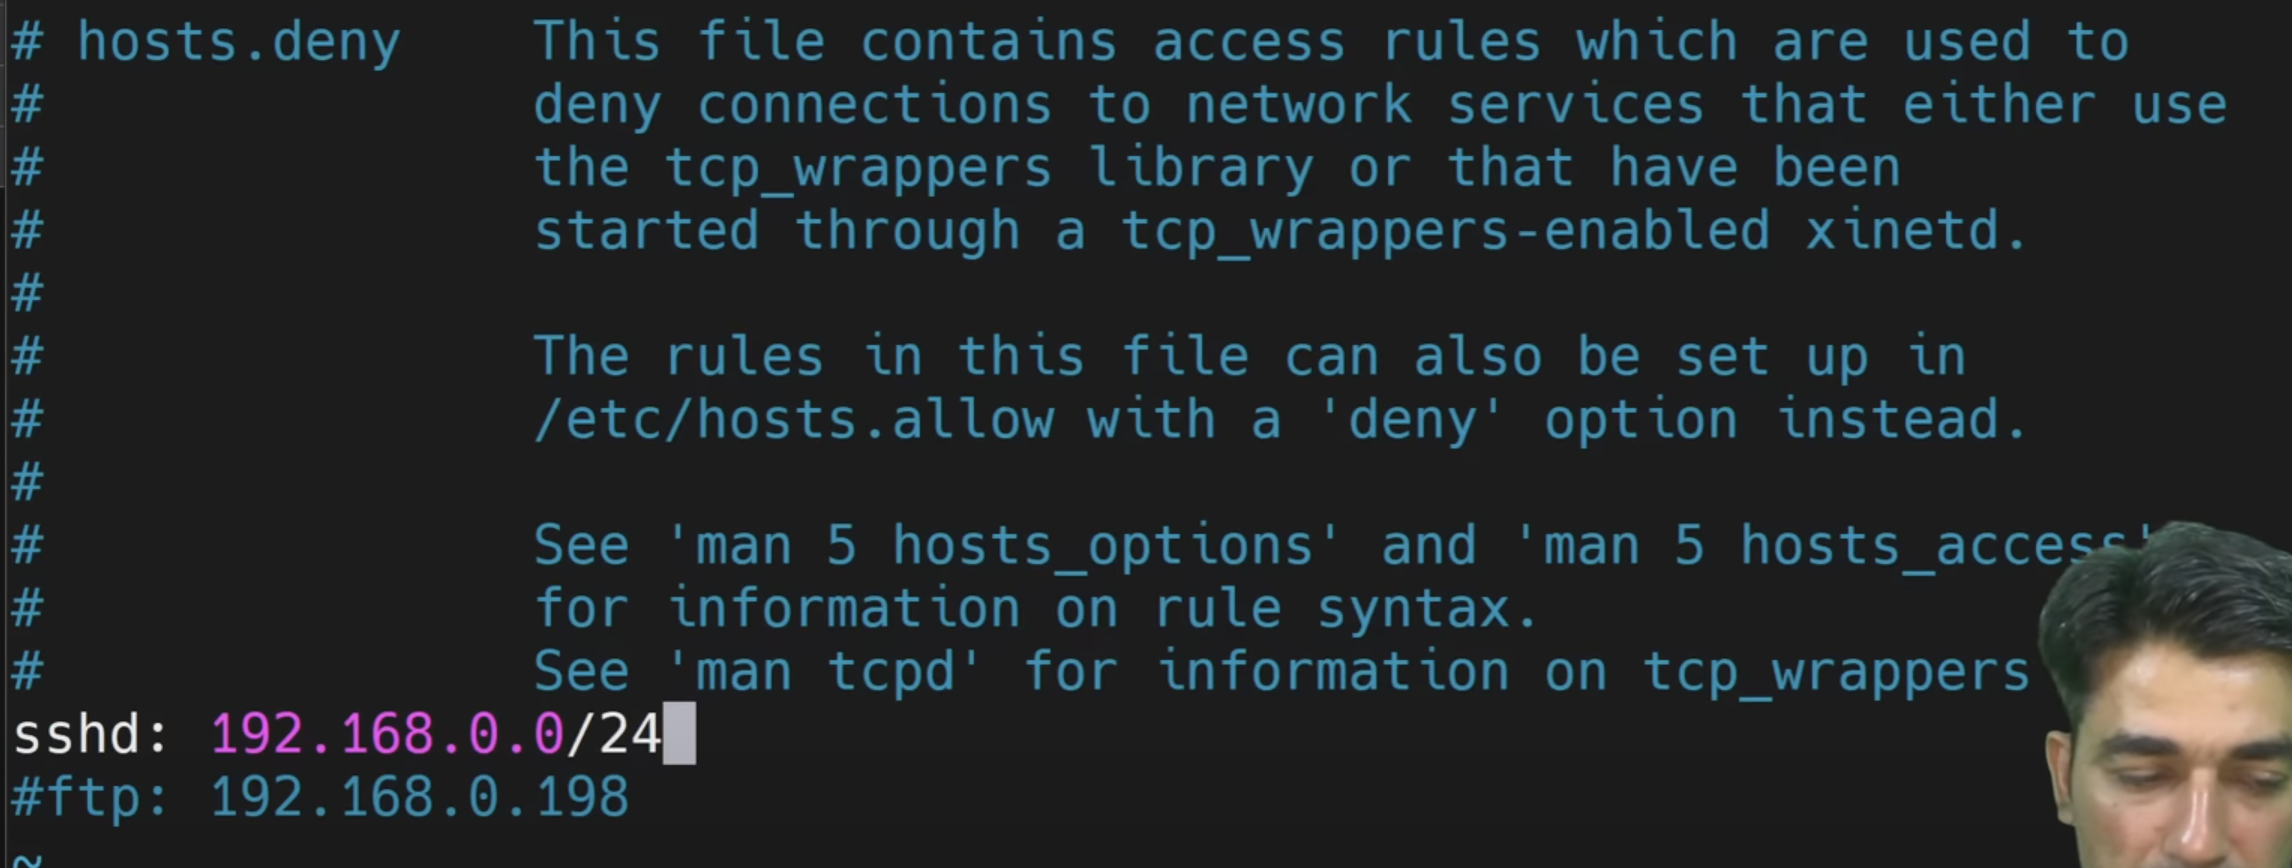 # hosts.deny    This file contains access rules which are used to
#               deny connections to network services that either use
#               the tcp_wrappers library or that have been
#               started through a tcp_wrappers-enabled xinetd.
#
#               The rules in this file can also be set up in
#               /etc/hosts.allow with a 'deny' option instead.
#
#               See 'man 5 hosts_options' and 'man 5 hosts_access'
#               for information on rule syntax.
#               See 'man tcpd' for information on tcp_wrappers
sshd: 192.168.0.0/24
#ftp: 192.168.0.198
~